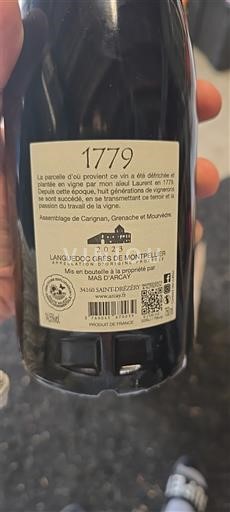 1779
La parcelle d'où provient ce vin a été défrichée et
plantée en vigne par mon aïeul Laurent en 1779.
Depuis cette époque, huit générations de vignerons
se sont succédé, en se transmettant ce terroir et la
passion du travail de la vigne.
Assemblage de Carignan, Grenache et Mourvèdre.
2023
LANGUEDOC GRÈS DE MONTPELLIER
APPELLATION D'ORIGINE PROTÉGÉE
Mis en bouteille à la propriété par
MAS D'ARCAY
34160 SAINT-DRÉZÉRY
www.arcay.fr
14,5%vol.
PRODUIT DE FRANCE